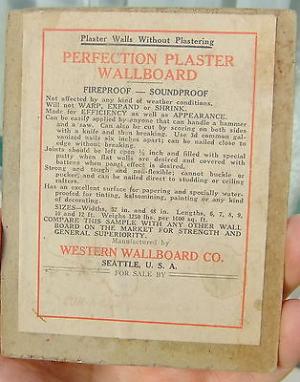 Plaster Walls Without Plastering
PERFECTION PLASTER
WALLBOARD
FIREPROOF — SOUNDPROOF
Not affected by any kind of weather conditions.
Will not WARP, EXPAND or SHRINK.
Made for EFFICIENCY as well as APPEARANCE.
Can be easily applied by anyone that can handle a hammer
and a saw. Can also be cut by scoring on both sides
with a knife and then breaking. Use 3d common gal-
vanized nails six inches apart; can be nailed close to
edge without breaking.
Joints should be left open ¼ inch and filled with special
putty when flat walls are desired and covered with
battens when panel effect is desired.
Strong and tough and non-flexible; cannot buckle or
pucker; and can be nailed direct to studding or ceiling
rafters.
Has an excellent surface for papering and specially water-
proofed for tinting, kalsomining, painting or any kind
of decorating.
SIZES—Widths, 32 in. and 48 in. Lengths, 6, 7, 8, 9,
10 and 12 ft. Weighs 1250 lbs. per 1000 sq. ft.
COMPARE THIS SAMPLE WITH ANY OTHER WALL
BOARD ON THE MARKET FOR STRENGTH AND
GENERAL SUPERIORITY.
Manufactured by
WESTERN WALLBOARD CO.
SEATTLE, U. S. A.
FOR SALE BY